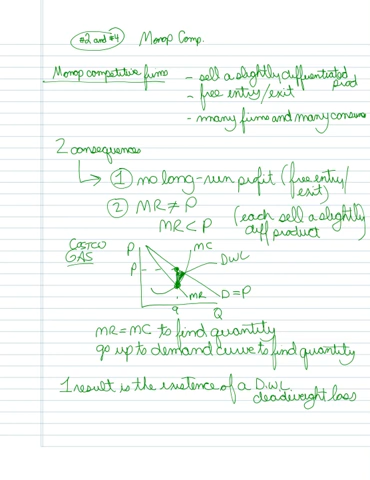 #2 and #4 Monop Comp.
Monop competitive firms - sell a slightly differentiated prod
- free entry/exit
- many firms and many consums
2 consequences
① no long-run profit (free entry/exit)
② MR ≠ P
MR < P (each sell a slightly diff product)
COSTCO GAS
P MC
DWL
P
MR D=P
q Q
MR = MC to find quantity
go up to demand curve to find quantity
1 result is the existence of a DWL
deadweight loss